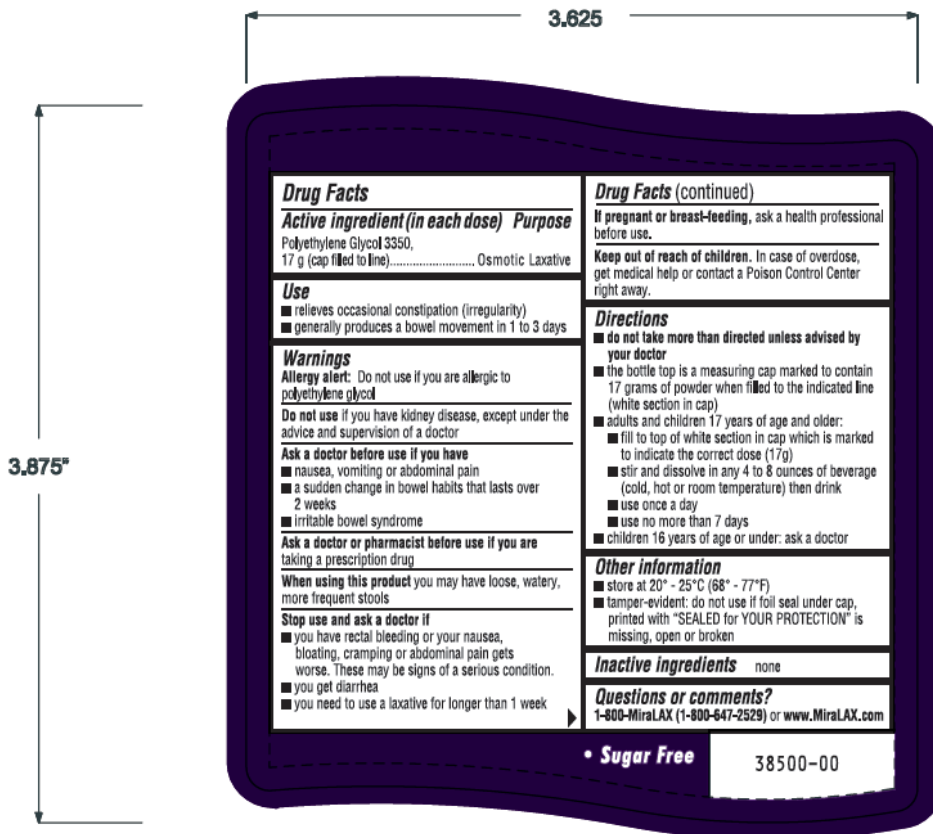 3.625
3.875"
Drug Facts
Active ingredient (in each dose) Purpose
Polyethylene Glycol 3350,
17 g (cap filled to line)......................... Osmotic Laxative
Use
■ relieves occasional constipation (irregularity)
■ generally produces a bowel movement in 1 to 3 days
Warnings
Allergy alert: Do not use if you are allergic to
polyethylene glycol
Do not use if you have kidney disease, except under the
advice and supervision of a doctor
Ask a doctor before use if you have
■ nausea, vomiting or abdominal pain
■ a sudden change in bowel habits that lasts over
2 weeks
■ irritable bowel syndrome
Ask a doctor or pharmacist before use if you are
taking a prescription drug
When using this product you may have loose, watery,
more frequent stools
Stop use and ask a doctor if
■ you have rectal bleeding or your nausea,
bloating, cramping or abdominal pain gets
worse. These may be signs of a serious condition.
■ you get diarrhea
■ you need to use a laxative for longer than 1 week
Drug Facts (continued)
If pregnant or breast-feeding, ask a health professional
before use.
Keep out of reach of children. In case of overdose,
get medical help or contact a Poison Control Center
right away.
Directions
■ do not take more than directed unless advised by
your doctor
■ the bottle top is a measuring cap marked to contain
17 grams of powder when filled to the indicated line
(white section in cap)
■ adults and children 17 years of age and older:
■ fill to top of white section in cap which is marked
to indicate the correct dose (17g)
■ stir and dissolve in any 4 to 8 ounces of beverage
(cold, hot or room temperature) then drink
■ use once a day
■ use no more than 7 days
■ children 16 years of age or under: ask a doctor
Other information
■ store at 20° - 25°C (68° - 77°F)
■ tamper-evident: do not use if foil seal under cap,
printed with “SEALED for YOUR PROTECTION” is
missing, open or broken
Inactive ingredients none
Questions or comments?
1-800-MiraLAX (1-800-647-2529) or www.MiraLAX.com
• Sugar Free
38500-00